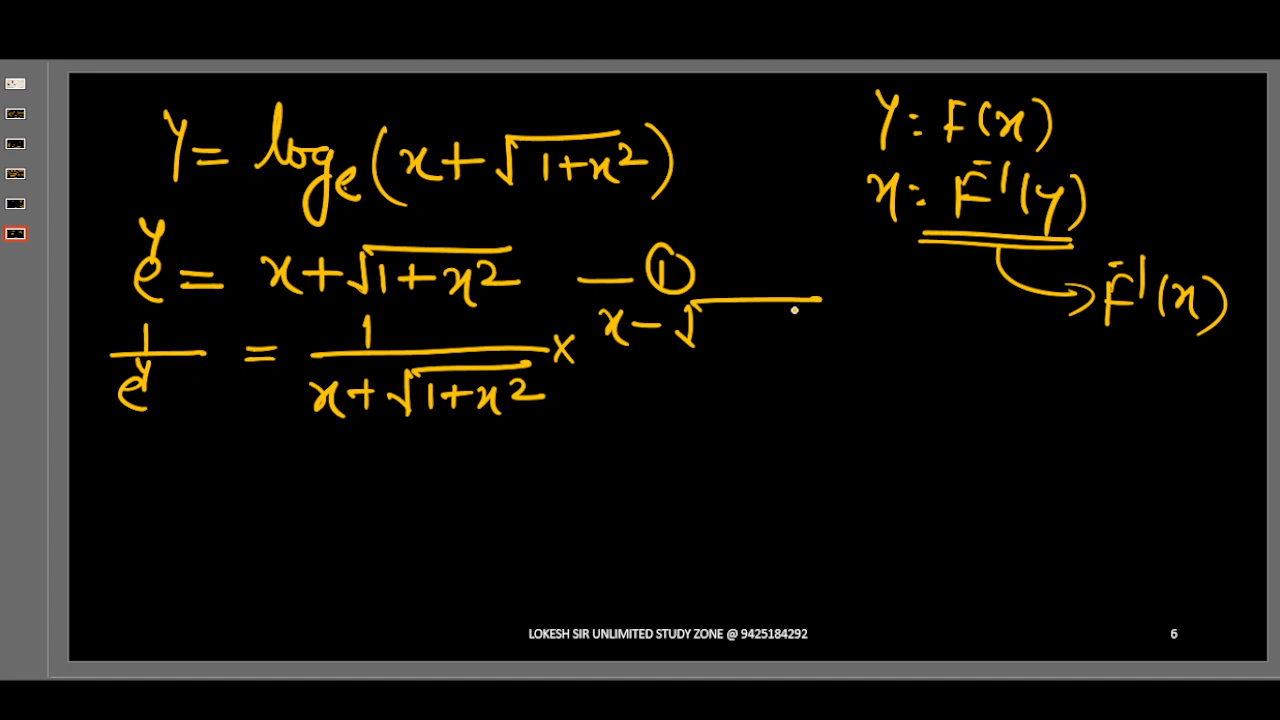 y = log_e (x + √(1+x²))
e^y = x + √(1+x²) — ①
1/e^y = 1/(x + √(1+x²)) × x − √
y = F(x)
x = F⁻¹(y)
F⁻¹(x)
LOKESH SIR UNLIMITED STUDY ZONE @ 9425184292
6